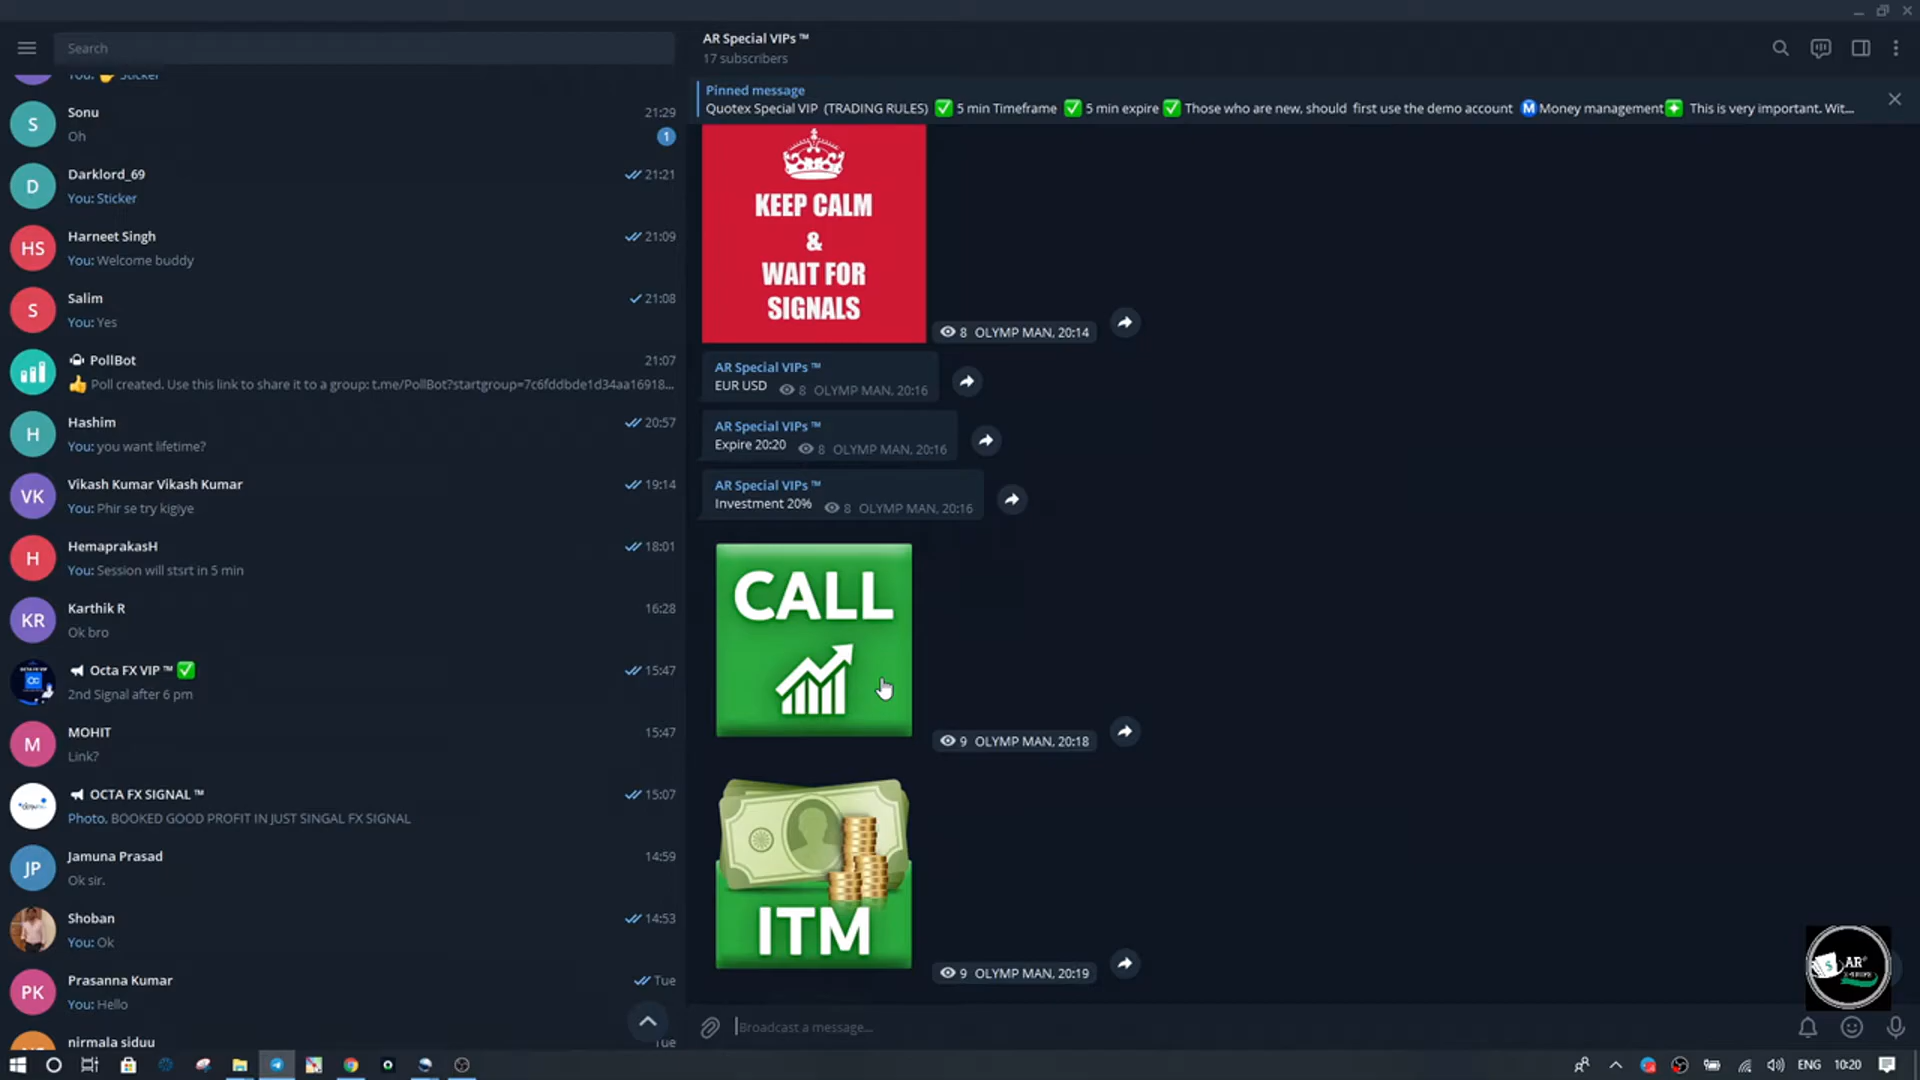 Search
You: 👉 Sticker
Sonu
21:29
Oh
1
S
Darklord_69
21:21
You: Sticker
D
Harneet Singh
21:09
You: Welcome buddy
HS
Salim
21:08
You: Yes
S
PollBot
21:07
👍 Poll created. Use this link to share it to a group: t.me/PollBot?startgroup=7c6fddbde1d34aa16918...
Hashim
20:57
You: you want lifetime?
H
Vikash Kumar Vikash Kumar
19:14
You: Phir se try kigiye
VK
HemaprakasH
18:01
You: Session will stsrt in 5 min
H
Karthik R
16:28
Ok bro
KR
Octa FX VIP ™ ✅
15:47
2nd Signal after 6 pm
MOHIT
15:47
Link?
M
OCTA FX SIGNAL ™
15:07
Photo, BOOKED GOOD PROFIT IN JUST SINGAL FX SIGNAL
Jamuna Prasad
14:59
Ok sir.
JP
Shoban
14:53
You: Ok
Prasanna Kumar
Tue
You: Hello
PK
nirmala siduu
Tue
AR Special VIPs ™
17 subscribers
Pinned message
Quotex Special VIP (TRADING RULES) ✅ 5 min Timeframe ✅ 5 min expire ✅ Those who are new, should first use the demo account Ⓜ️Money management❇️ This is very important. Wit...
KEEP CALM
&
WAIT FOR
SIGNALS
8 OLYMP MAN, 20:14
AR Special VIPs ™
EUR USD 8 OLYMP MAN, 20:16
AR Special VIPs ™
Expire 20:20 8 OLYMP MAN, 20:16
AR Special VIPs ™
Investment 20% 8 OLYMP MAN, 20:16
CALL
9 OLYMP MAN, 20:18
ITM
9 OLYMP MAN, 20:19
AR
Broadcast a message...
ENG
10:20